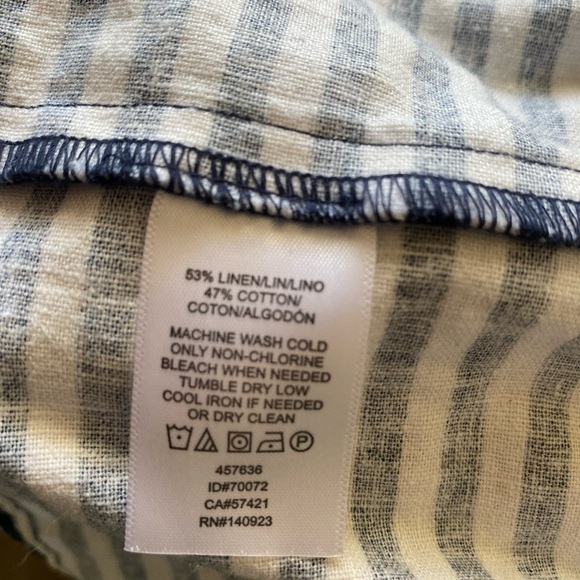 53% LINEN/LIN/LINO
47% COTTON/
COTON/ALGODÓN
MACHINE WASH COLD
ONLY NON-CHLORINE
BLEACH WHEN NEEDED
TUMBLE DRY LOW
COOL IRON IF NEEDED
OR DRY CLEAN
P
457636
ID#70072
CA#57421
RN#140923